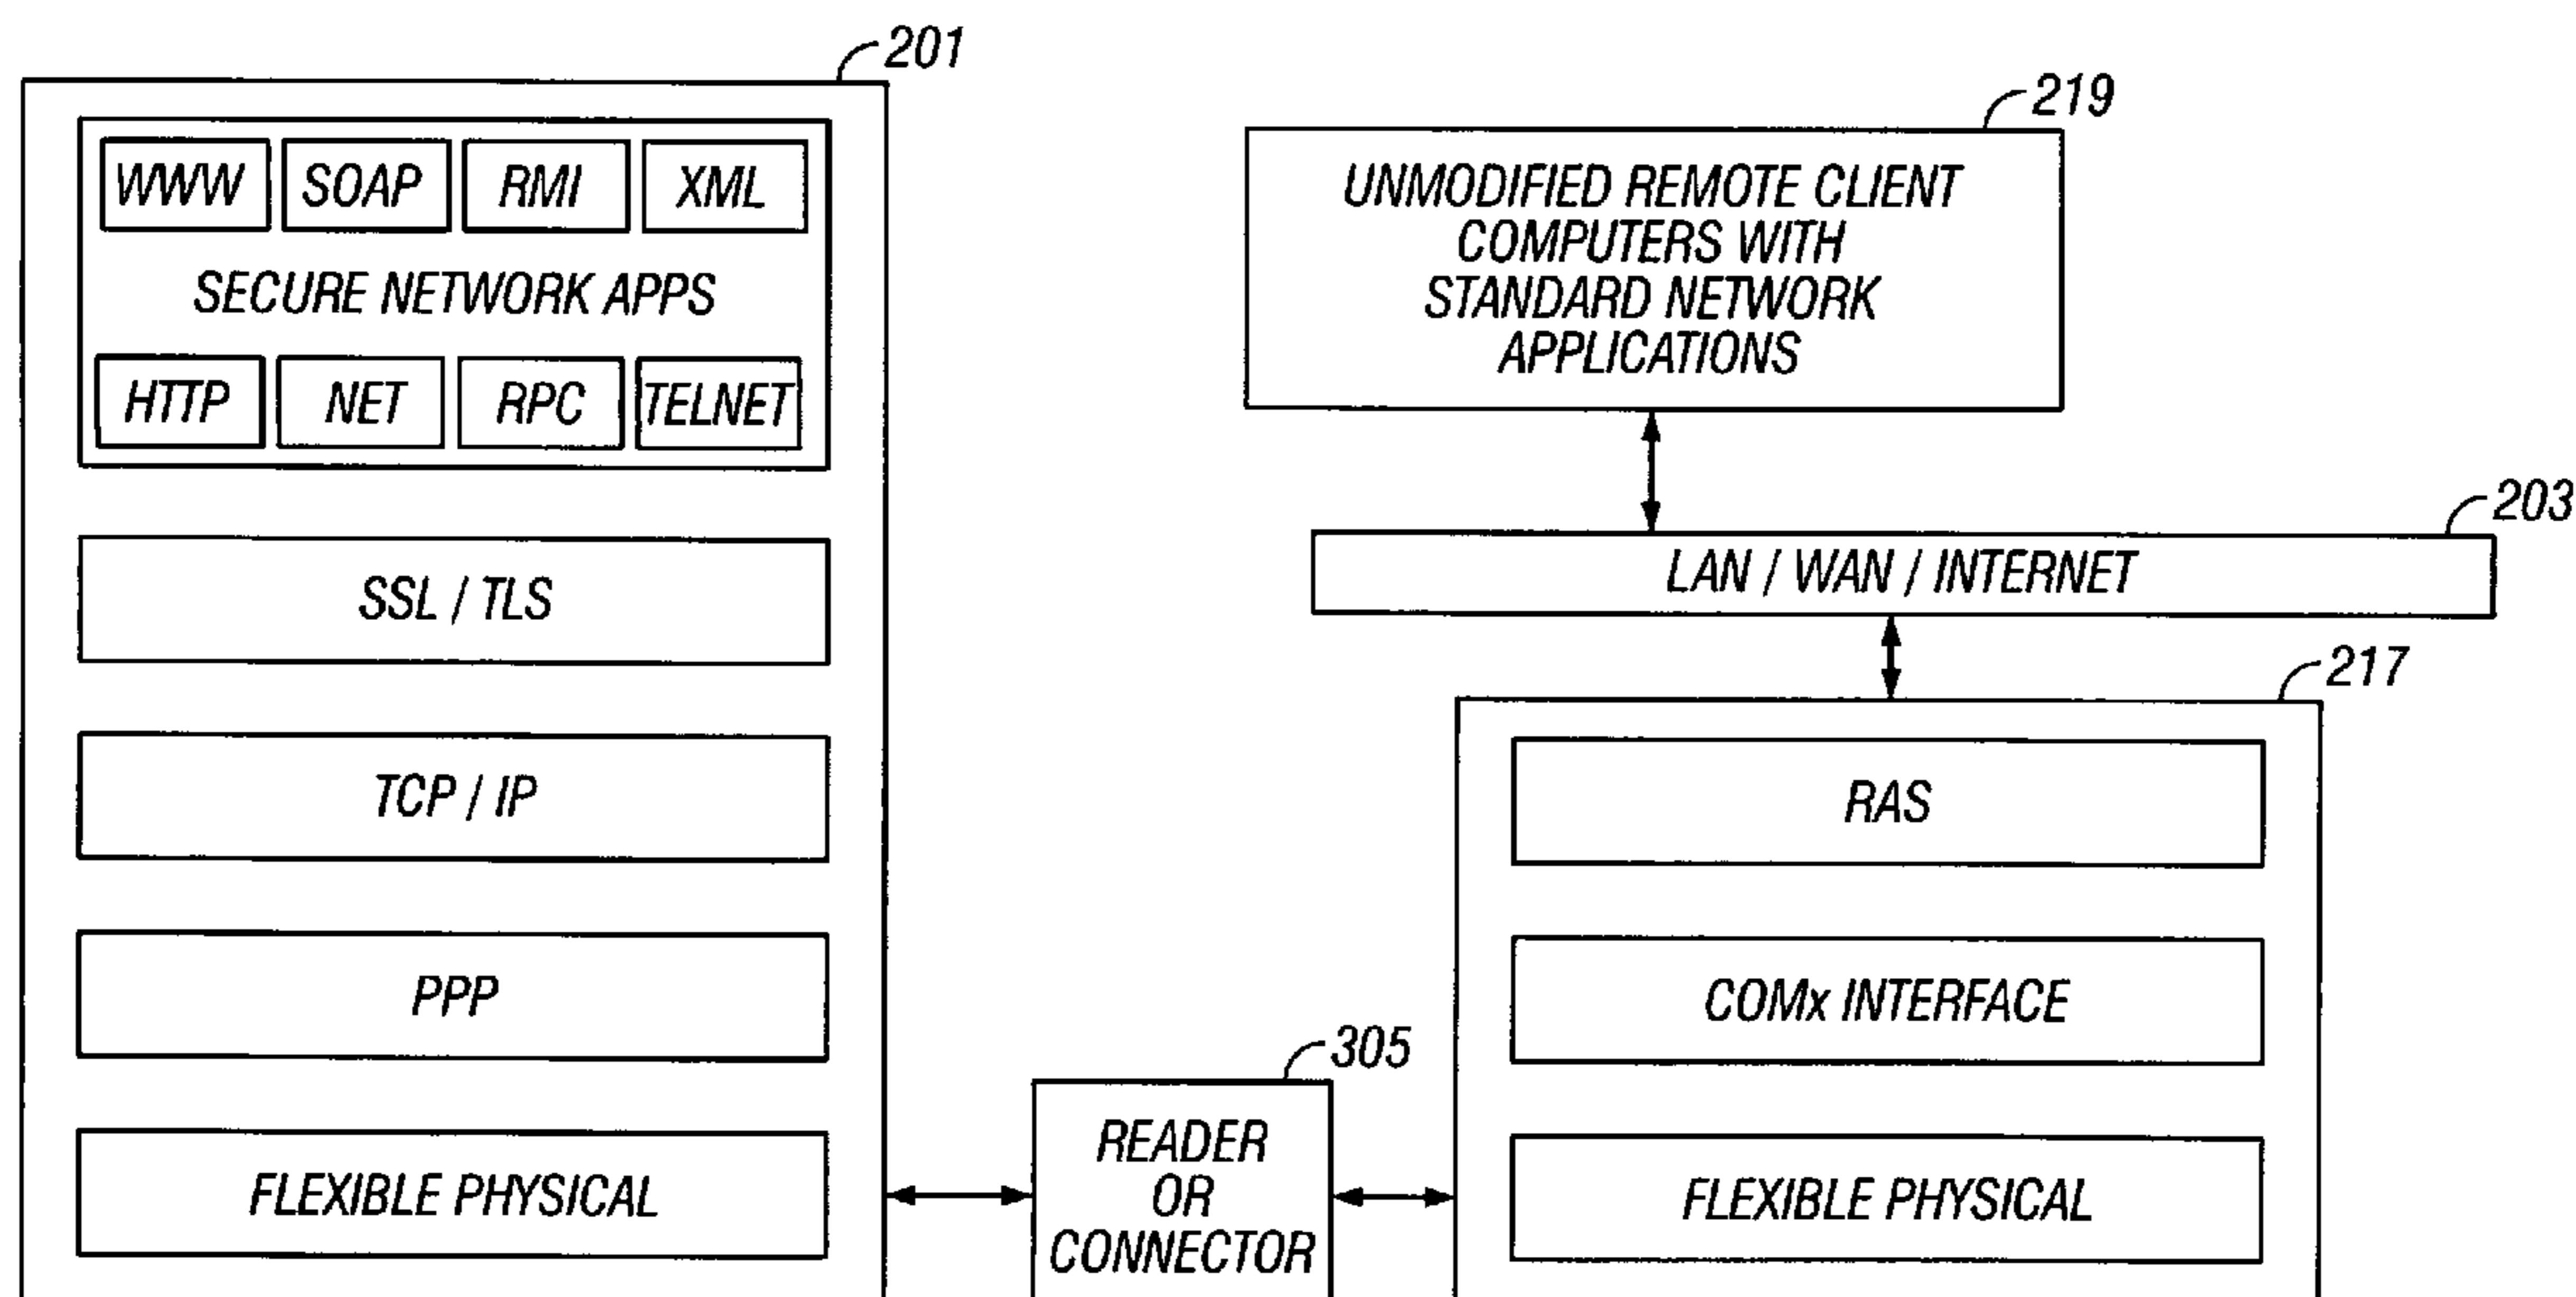 201
WWW SOAP RMI XML
SECURE NETWORK APPS
HTTP NET RPC TELNET
SSL / TLS
TCP / IP
PPP
FLEXIBLE PHYSICAL
305
READER
OR
CONNECTOR
219
UNMODIFIED REMOTE CLIENT
COMPUTERS WITH
STANDARD NETWORK
APPLICATIONS
203
LAN / WAN / INTERNET
217
RAS
COMx INTERFACE
FLEXIBLE PHYSICAL